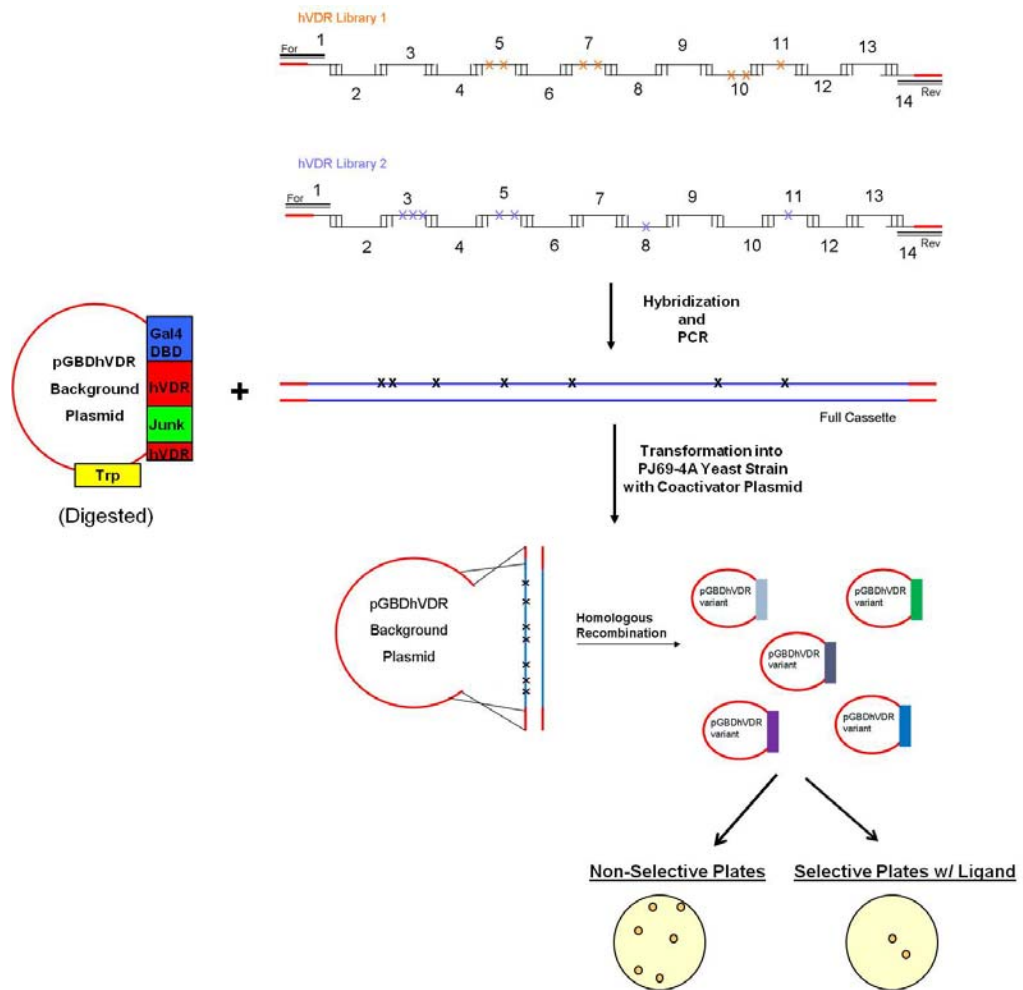 hVDR Library 1
For
1
3
5
7
9
11
13
2
4
6
8
10
12
14
Rev
hVDR Library 2
For
1
3
5
7
9
11
13
2
4
6
8
10
12
14
Rev
Hybridization
and
PCR
pGBDhVDR
Background
Plasmid
Gal4
DBD
hVDR
Junk
hVDR
Trp
(Digested)
+
Full Cassette
Transformation into
PJ69-4A Yeast Strain
with Coactivator Plasmid
pGBDhVDR
Background
Plasmid
Homologous
Recombination
pGBDhVDR
variant
pGBDhVDR
variant
pGBDhVDR
variant
pGBDhVDR
variant
pGBDhVDR
variant
Non-Selective Plates
Selective Plates w/ Ligand